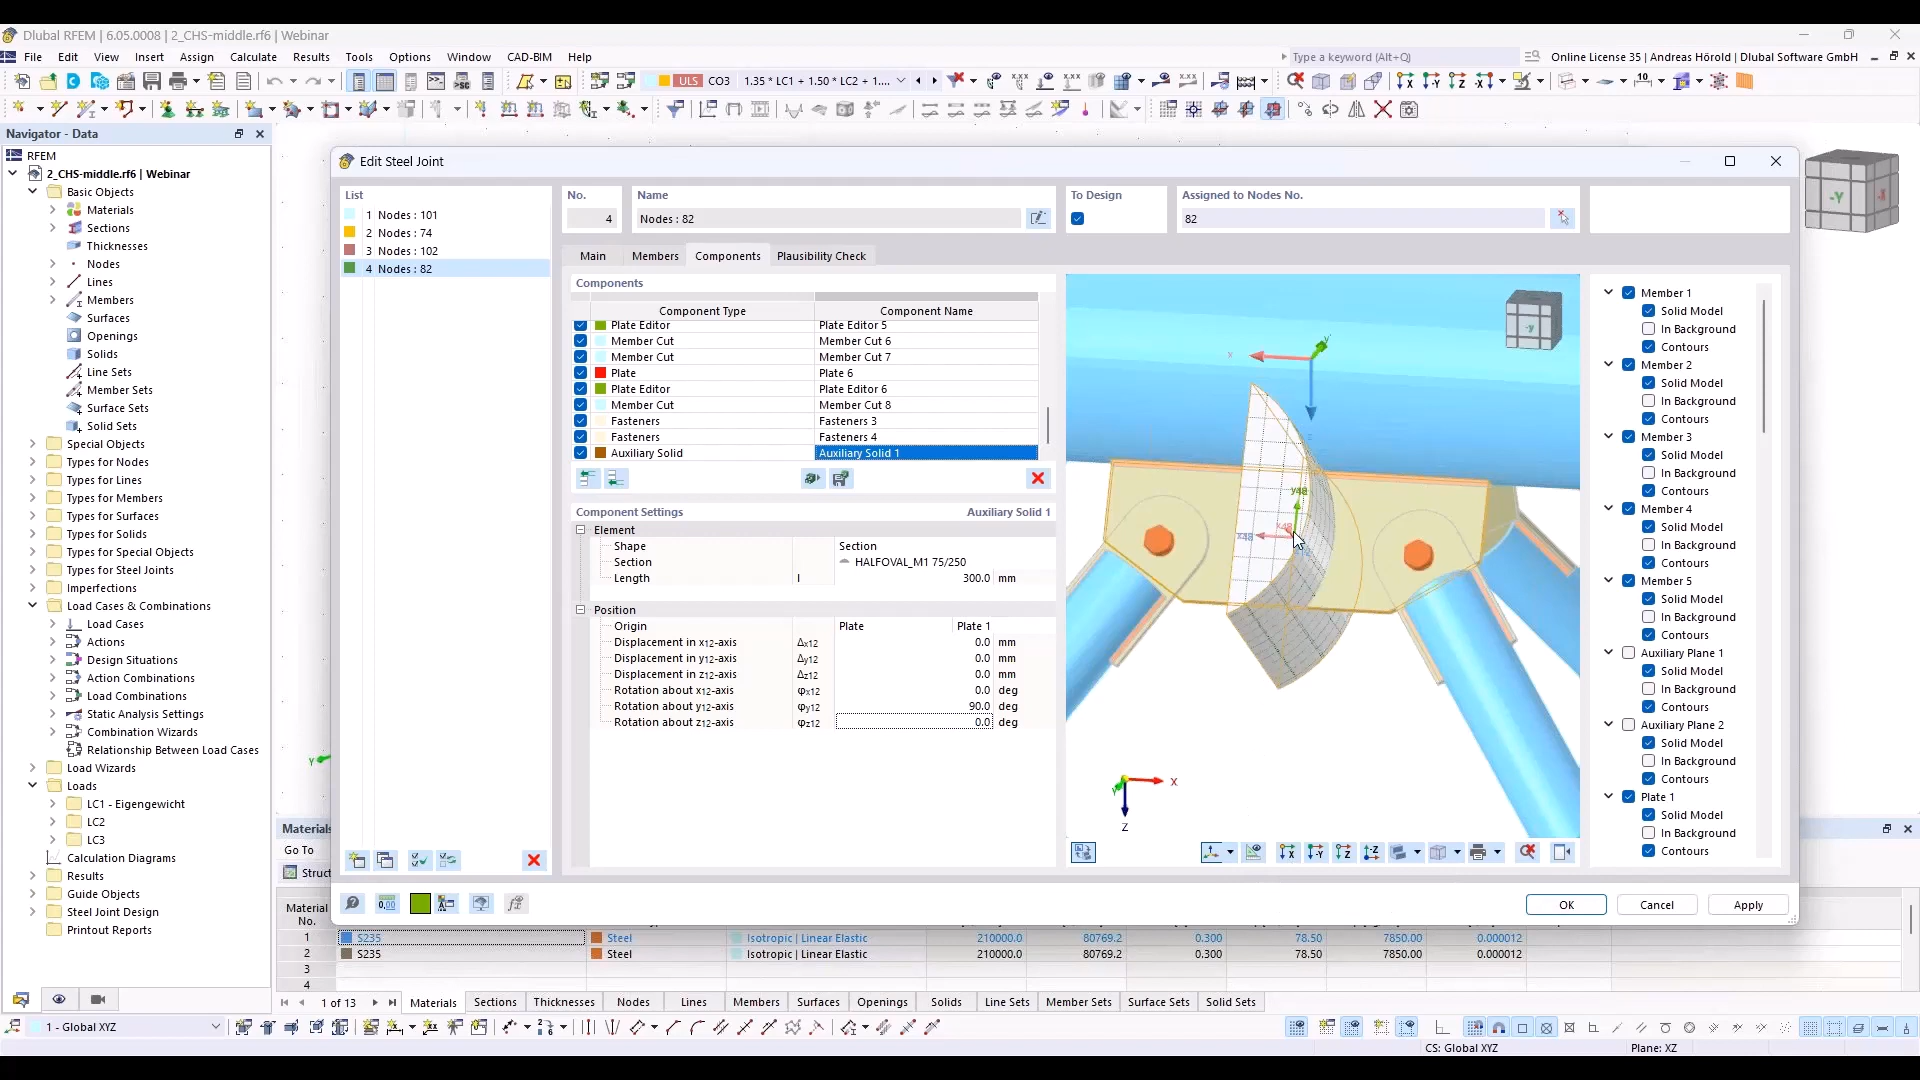 Dlubal RFEM | 6.05.0008 | 2_CHS-middle.rf6 | Webinar
File Edit View Insert Assign Calculate Results Tools Options Window CAD-BIM Help
Type a keyword (Alt+Q)
Online License 35 | Andreas Hörold | Dlubal Software GmbH
ULS CO3 1.35 * LC1 + 1.50 * LC2 + 1....
Navigator - Data
RFEM
2_CHS-middle.rf6 | Webinar
Basic Objects
Materials
Sections
Thicknesses
Nodes
Lines
Members
Surfaces
Openings
Solids
Line Sets
Member Sets
Surface Sets
Solid Sets
Special Objects
Types for Nodes
Types for Lines
Types for Members
Types for Surfaces
Types for Solids
Types for Special Objects
Types for Steel Joints
Imperfections
Load Cases & Combinations
Load Cases
Actions
Design Situations
Action Combinations
Load Combinations
Static Analysis Settings
Combination Wizards
Relationship Between Load Cases
Load Wizards
Loads
LC1 - Eigengewicht
LC2
LC3
Calculation Diagrams
Results
Guide Objects
Steel Joint Design
Printout Reports
Edit Steel Joint
List
1 Nodes : 101
2 Nodes : 74
3 Nodes : 102
4 Nodes : 82
No.
4
Name
Nodes : 82
To Design
Assigned to Nodes No.
82
Main Members Components Plausibility Check
Components
Component Type Component Name
Plate Editor Plate Editor 5
Member Cut Member Cut 6
Member Cut Member Cut 7
Plate Plate 6
Plate Editor Plate Editor 6
Member Cut Member Cut 8
Fasteners Fasteners 3
Fasteners Fasteners 4
Auxiliary Solid Auxiliary Solid 1
Component Settings Auxiliary Solid 1
Element
Shape Section
Section HALFOVAL_M1 75/250
Length l 300.0 mm
Position
Origin Plate Plate 1
Displacement in x12-axis Δx12 0.0 mm
Displacement in y12-axis Δy12 0.0 mm
Displacement in z12-axis Δz12 0.0 mm
Rotation about x12-axis φx12 0.0 deg
Rotation about y12-axis φy12 90.0 deg
Rotation about z12-axis φz12 0.0 deg
Member 1
Solid Model
In Background
Contours
Member 2
Solid Model
In Background
Contours
Member 3
Solid Model
In Background
Contours
Member 4
Solid Model
In Background
Contours
Member 5
Solid Model
In Background
Contours
Auxiliary Plane 1
Solid Model
In Background
Contours
Auxiliary Plane 2
Solid Model
In Background
Contours
Plate 1
Solid Model
In Background
Contours
X
Z
OK Cancel Apply
Materials
Go To
Struct
Material
No.
1 S235 Steel Isotropic | Linear Elastic 210000.0 80769.2 0.300 78.50 7850.00 0.000012
2 S235 Steel Isotropic | Linear Elastic 210000.0 80769.2 0.300 78.50 7850.00 0.000012
3
4
1 of 13 Materials Sections Thicknesses Nodes Lines Members Surfaces Openings Solids Line Sets Member Sets Surface Sets Solid Sets
1 - Global XYZ
CS: Global XYZ Plane: XZ